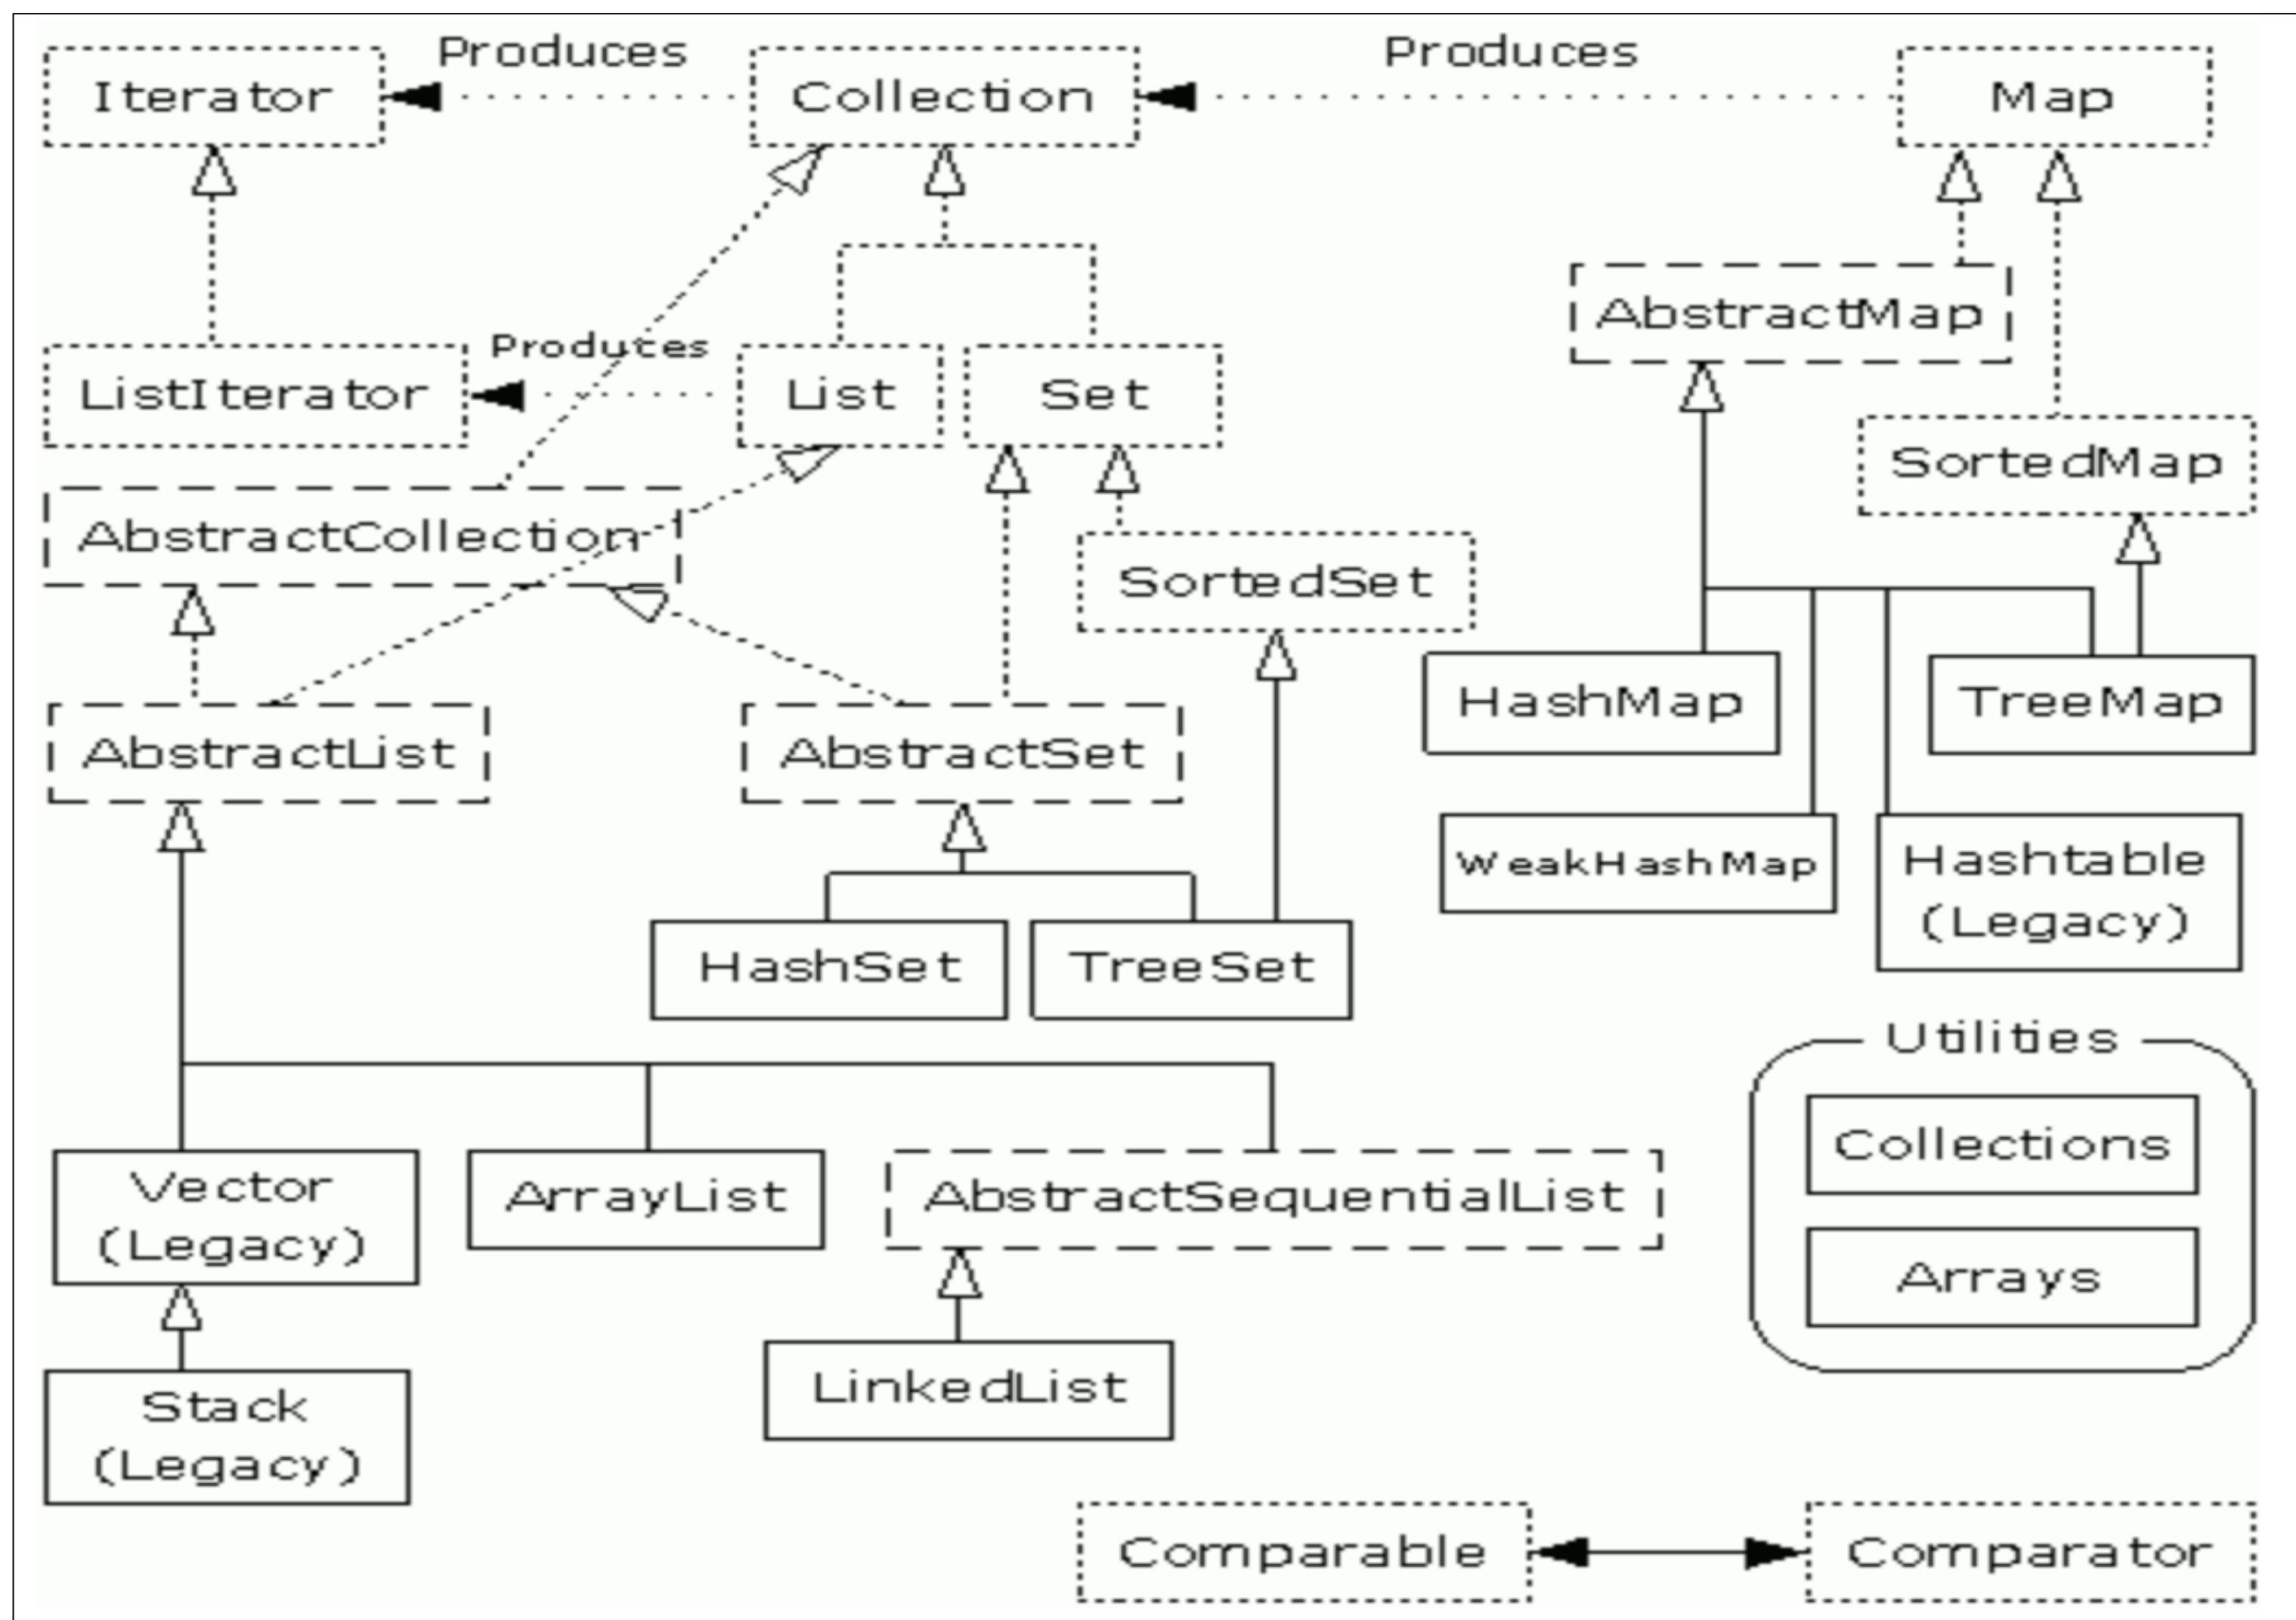 Produces
Produces
Iterator
Collection
Map
AbstractMap
Produces
ListIterator
List
Set
SortedMap
AbstractCollection
SortedSet
HashMap
TreeMap
AbstractList
AbstractSet
WeakHashMap
Hashtable
(Legacy)
HashSet
TreeSet
Utilities
Collections
Vector
(Legacy)
ArrayList
AbstractSequentialList
Arrays
LinkedList
Stack
(Legacy)
Comparable
Comparator